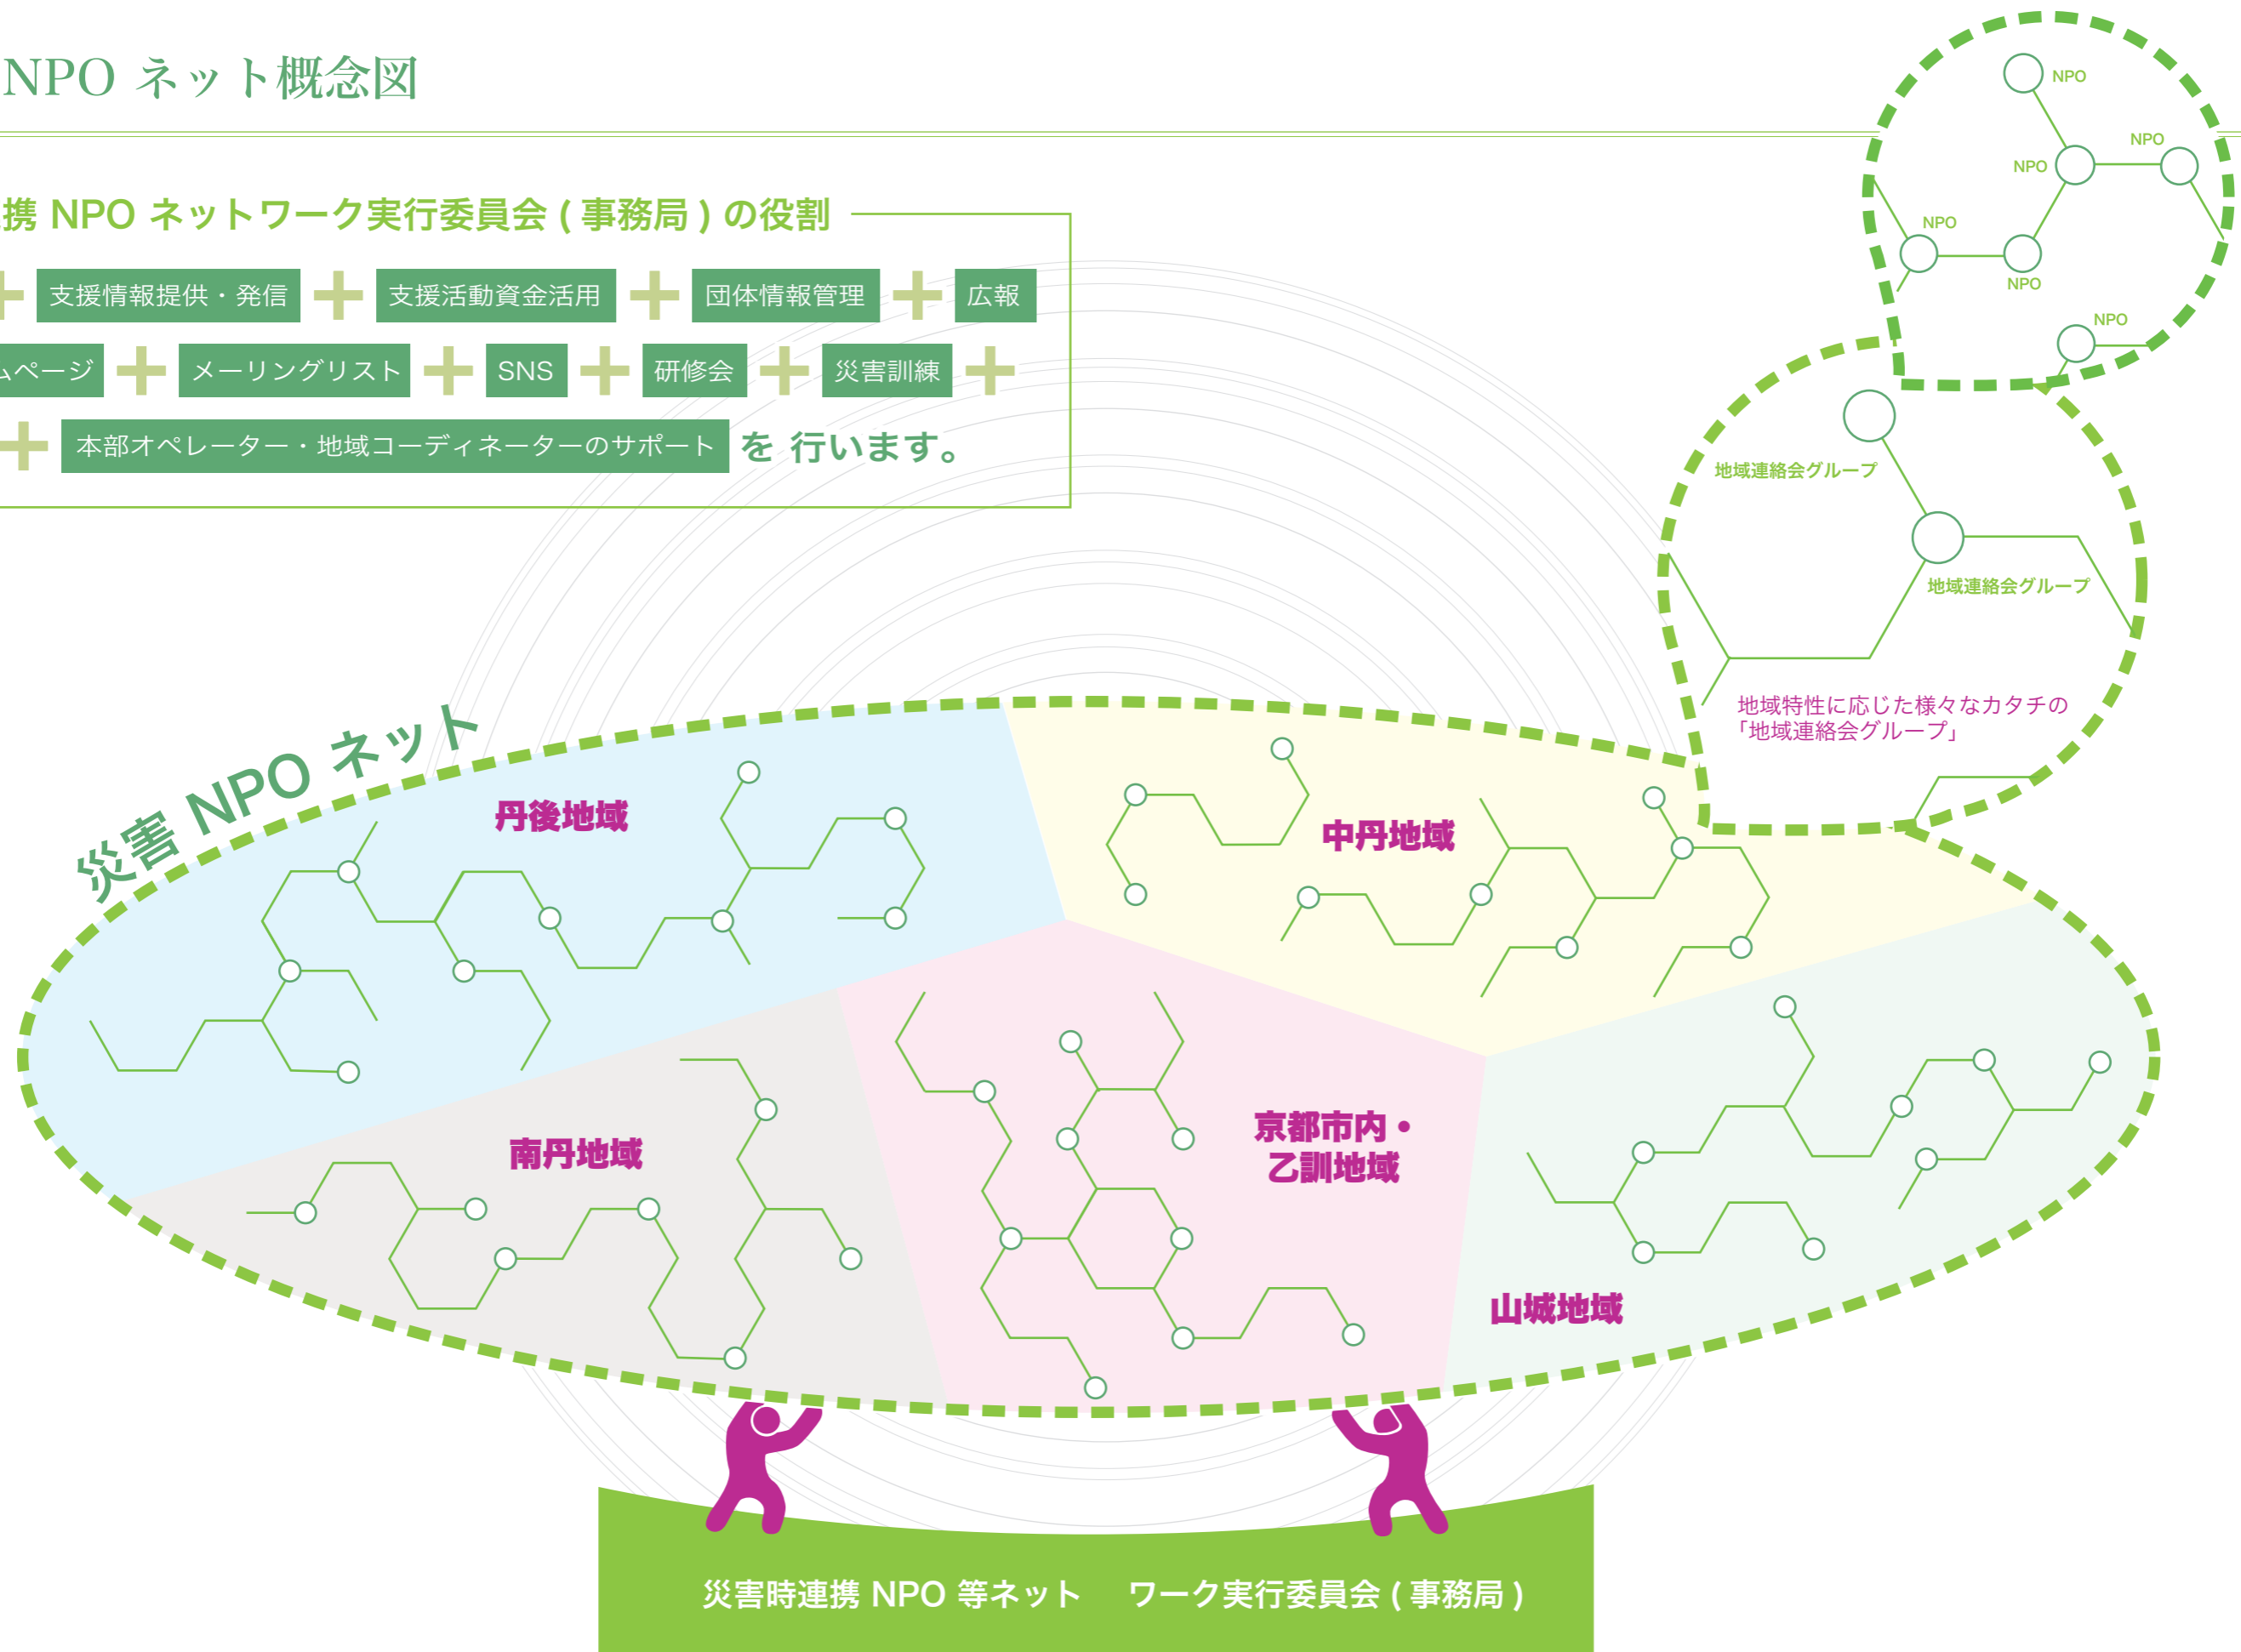 NPO ネット概念図
携 NPO ネットワーク実行委員会 ( 事務局 ) の役割
支援情報提供・発信 + 支援活動資金活用 + 団体情報管理 + 広報
ムページ + メーリングリスト + SNS + 研修会 + 災害訓練 +
+ 本部オペレーター・地域コーディネーターのサポート を 行います。
NPO
NPO
NPO
NPO
NPO
NPO
地域連絡会グループ
地域連絡会グループ
地域特性に応じた様々なカタチの
「地域連絡会グループ」
災害 NPO ネット
丹後地域
中丹地域
南丹地域
京都市内・
乙訓地域
山城地域
災害時連携 NPO 等ネット ワーク実行委員会 ( 事務局 )